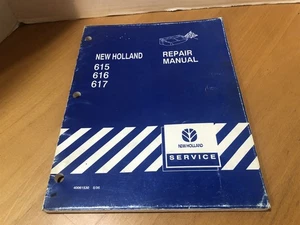 NEW HOLLAND
615
616
617
REPAIR
MANUAL
NEW HOLLAND
SERVICE